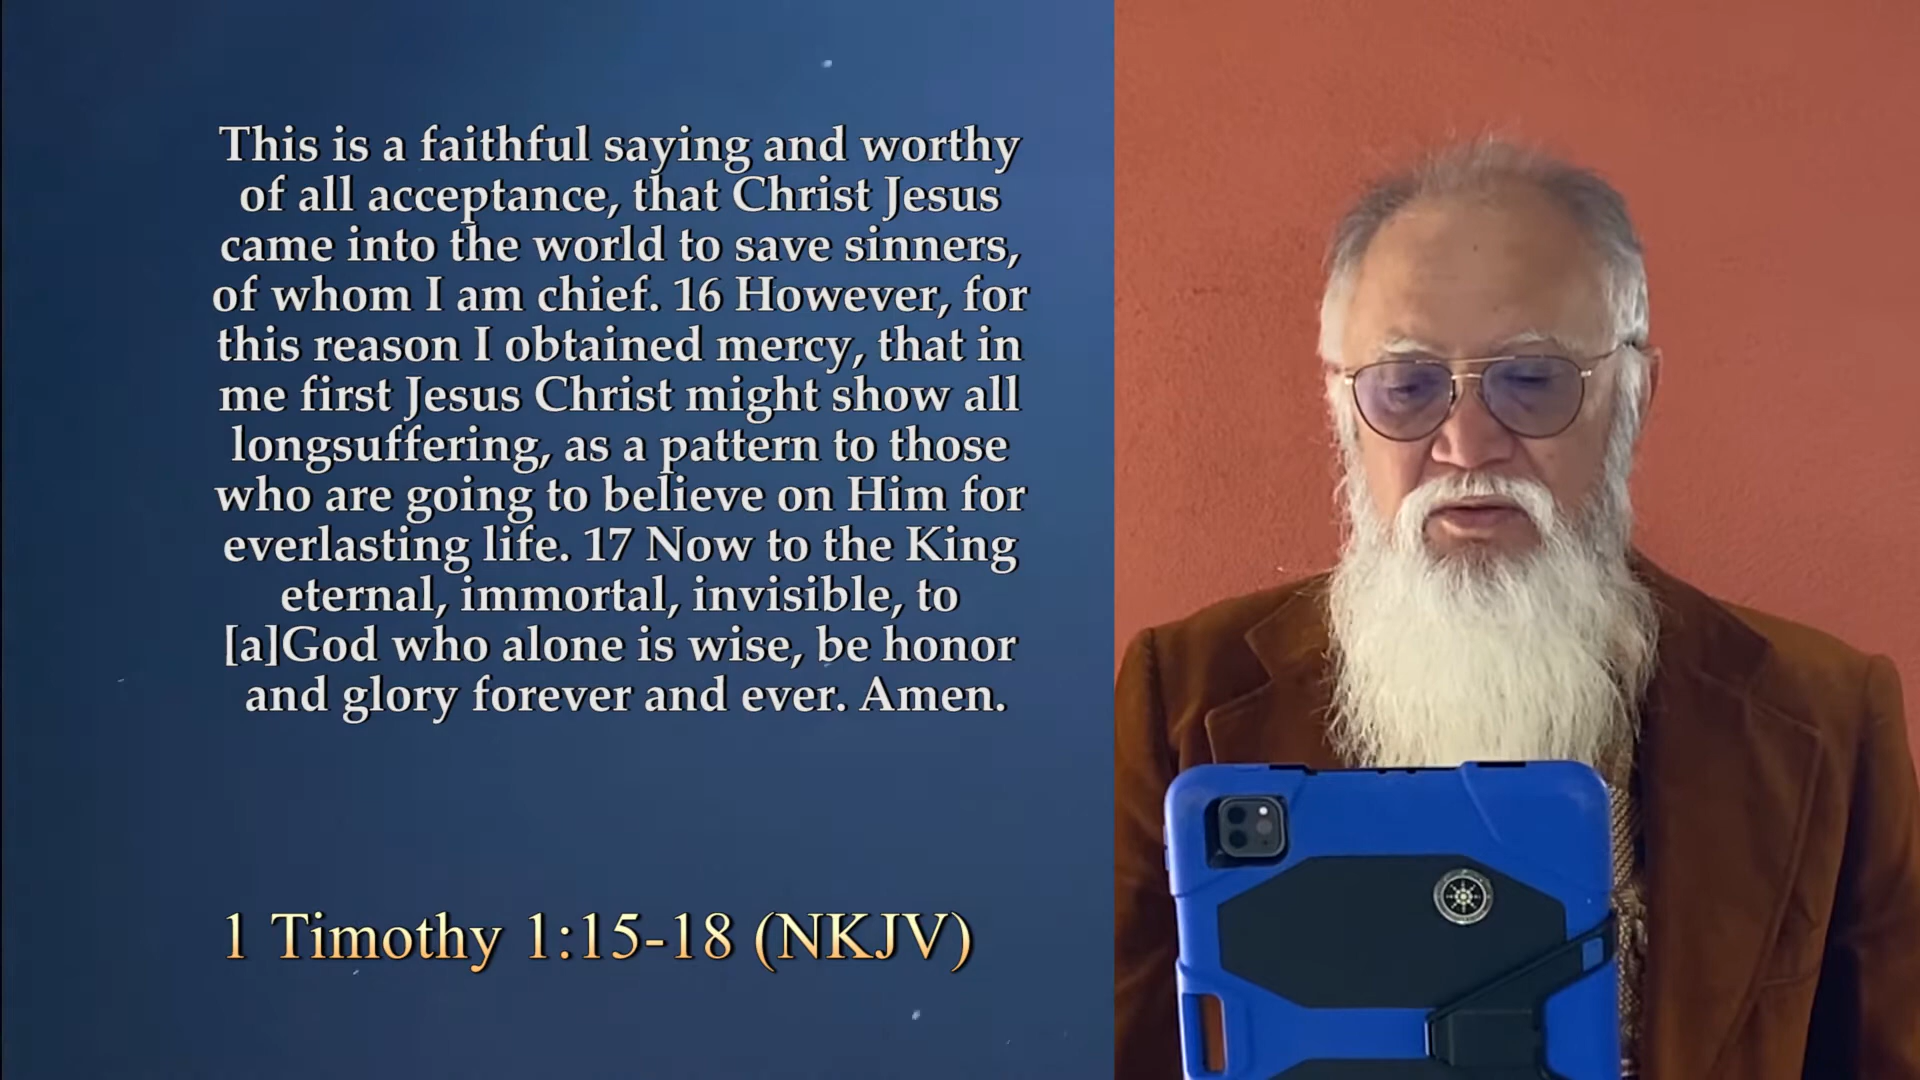 This is a faithful saying and worthy
of all acceptance, that Christ Jesus
came into the world to save sinners,
of whom I am chief. 16 However, for
this reason I obtained mercy, that in
me first Jesus Christ might show all
longsuffering, as a pattern to those
who are going to believe on Him for
everlasting life. 17 Now to the King
eternal, immortal, invisible, to
[a]God who alone is wise, be honor
and glory forever and ever. Amen.
1 Timothy 1:15-18 (NKJV)